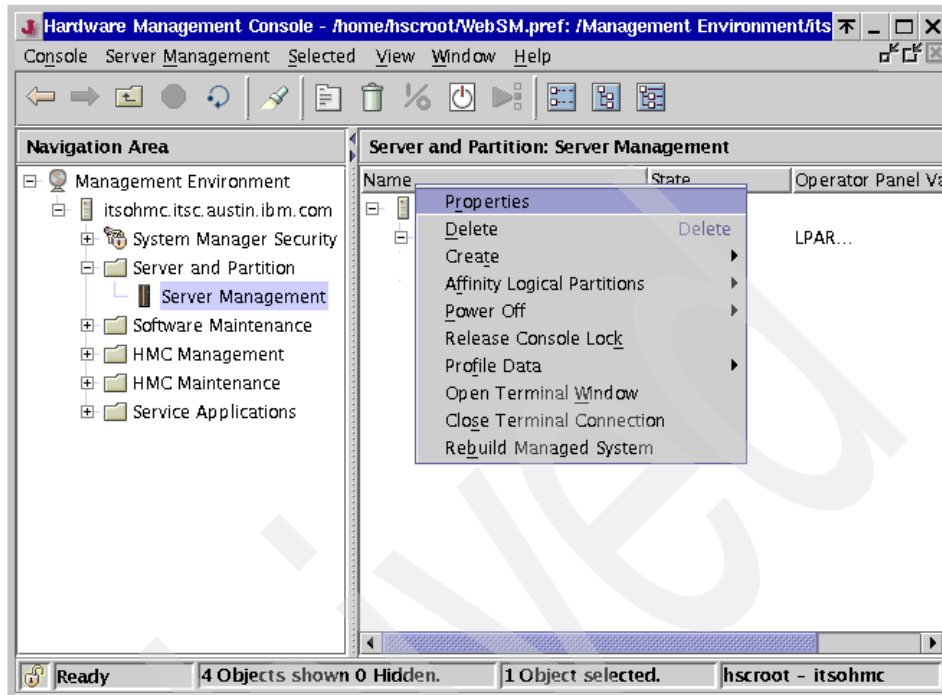 Hardware Management Console - /home/hscroot/WebSM.pref: /Management Environment/its
Console Server Management Selected View Window Help
Navigation Area
Management Environment
itsohmc.itsc.austin.ibm.com
System Manager Security
Server and Partition
Server Management
Software Maintenance
HMC Management
HMC Maintenance
Service Applications
Server and Partition: Server Management
Name State Operator Panel Va
LPAR...
Properties
Delete Delete
Create
Affinity Logical Partitions
Power Off
Release Console Lock
Profile Data
Open Terminal Window
Close Terminal Connection
Rebuild Managed System
Ready 4 Objects shown 0 Hidden. 1 Object selected. hscroot - itsohmc